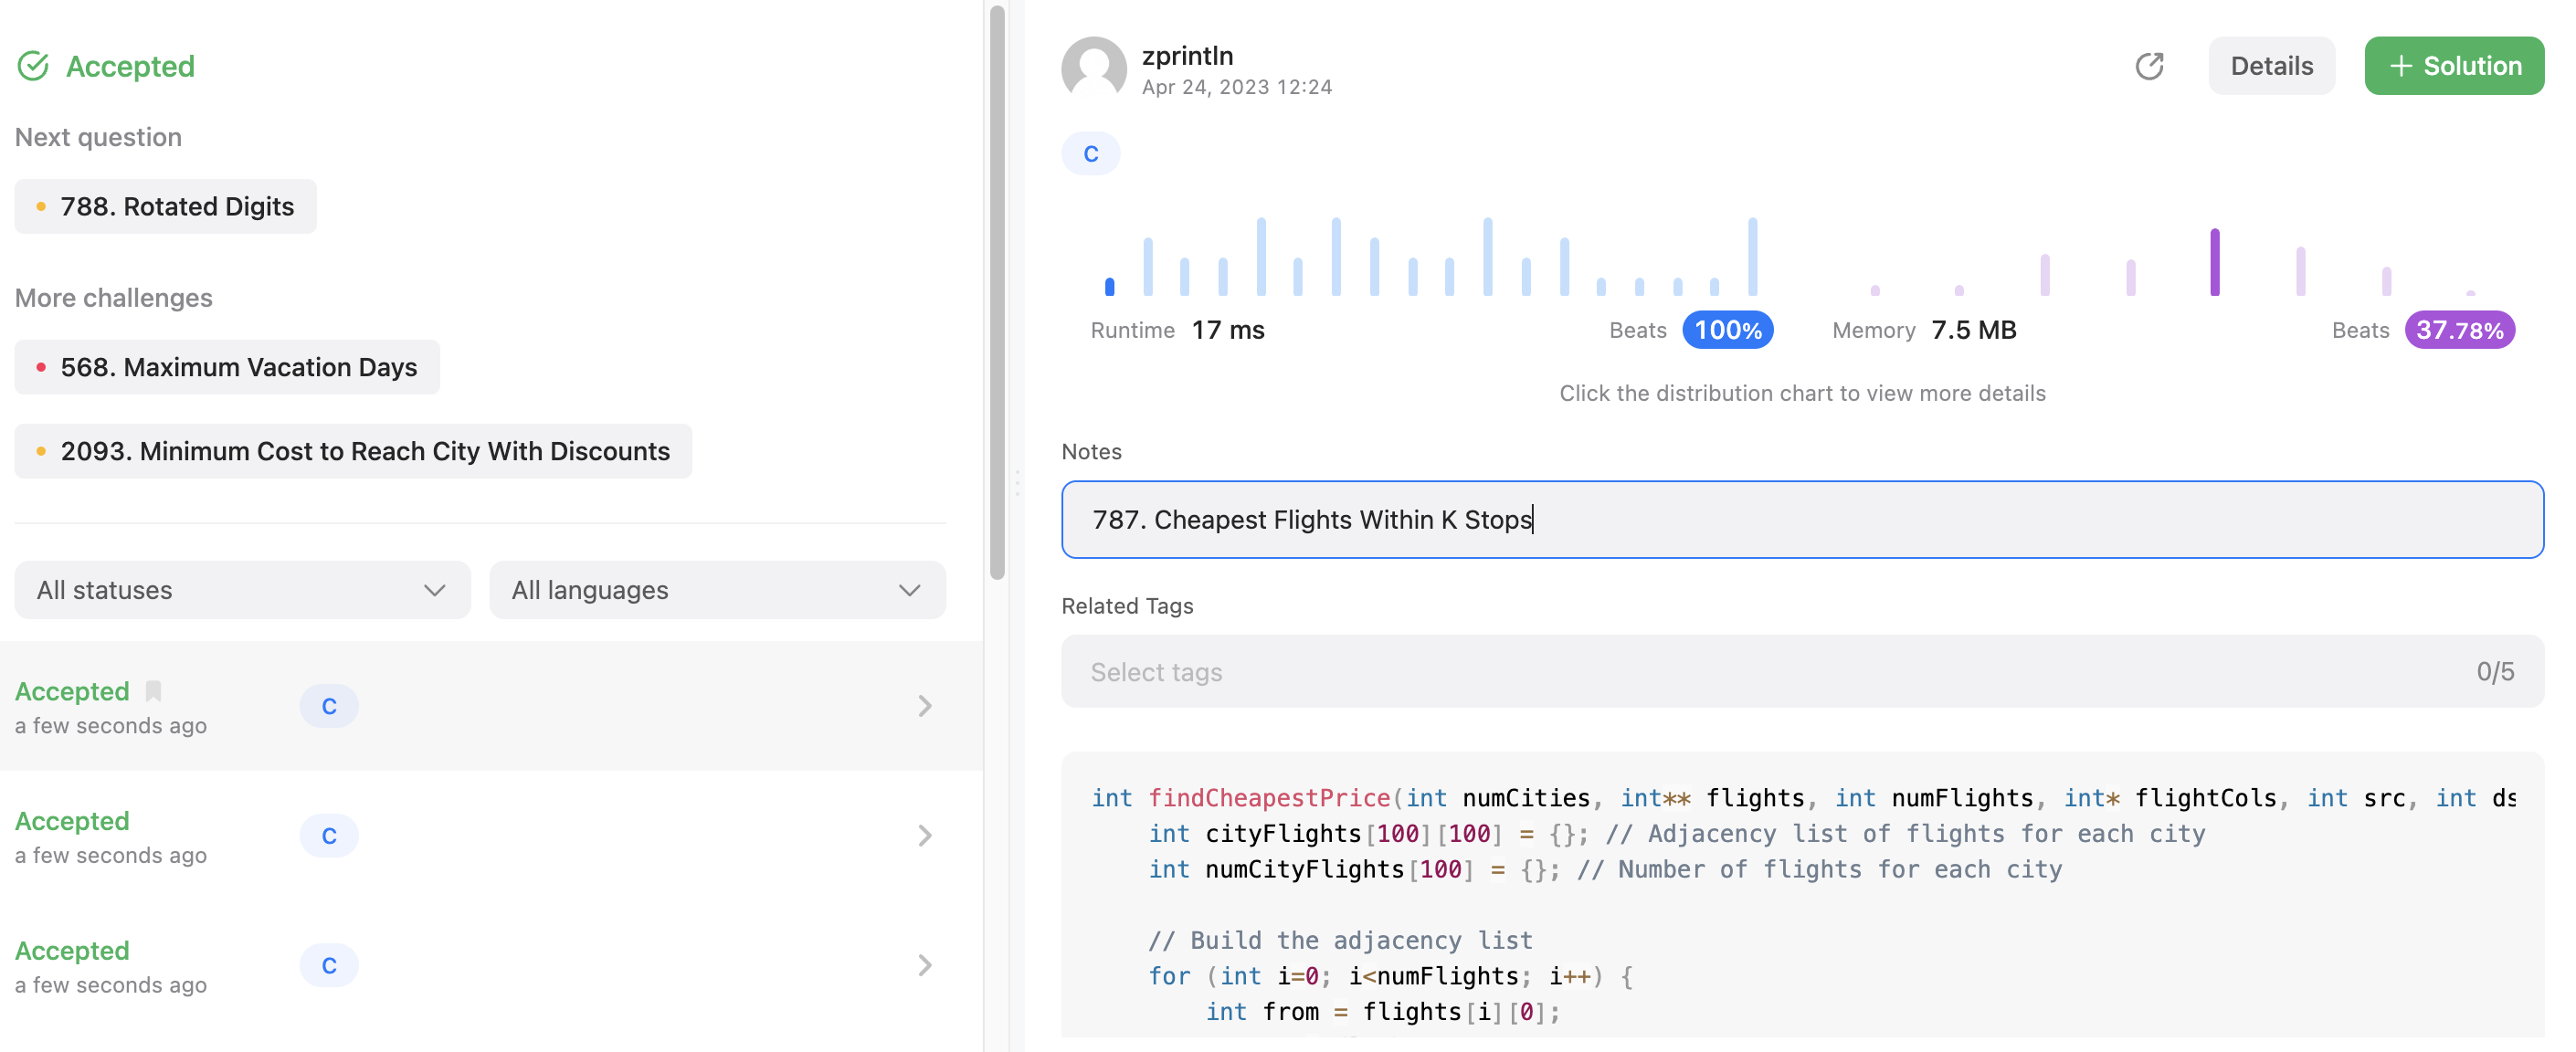 Accepted
Next question
788. Rotated Digits
More challenges
568. Maximum Vacation Days
2093. Minimum Cost to Reach City With Discounts
All statuses
All languages
Accepted
C
a few seconds ago
Accepted
C
a few seconds ago
Accepted
C
a few seconds ago
zprintln
Apr 24, 2023 12:24
Details
+ Solution
C
Runtime 17 ms
Beats 100%
Memory 7.5 MB
Beats 37.78%
Click the distribution chart to view more details
Notes
787. Cheapest Flights Within K Stops
Related Tags
Select tags
0/5
int findCheapestPrice(int numCities, int** flights, int numFlights, int* flightCols, int src, int ds
    int cityFlights[100][100] = {}; // Adjacency list of flights for each city
    int numCityFlights[100] = {}; // Number of flights for each city
    // Build the adjacency list
    for (int i=0; i<numFlights; i++) {
        int from = flights[i][0];